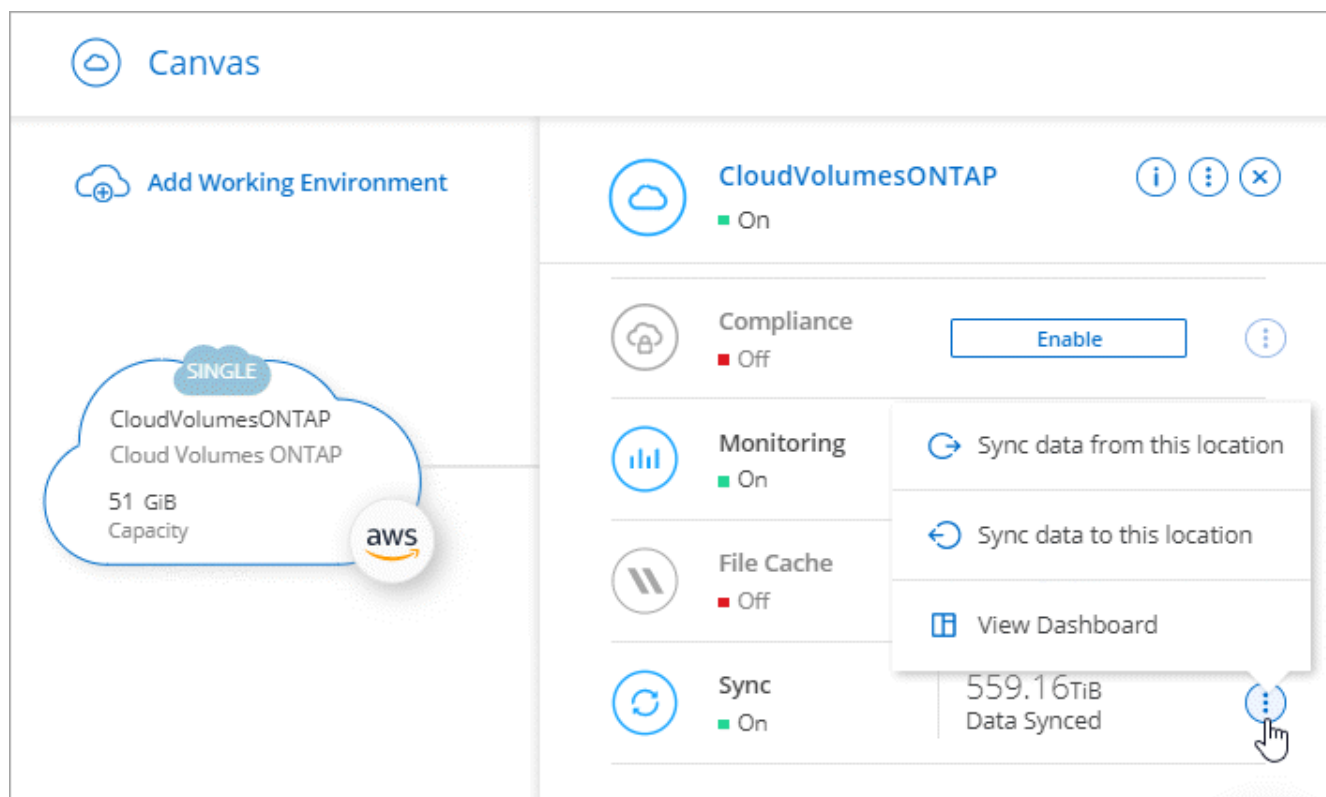 Canvas
Add Working Environment
SINGLE
CloudVolumesONTAP
Cloud Volumes ONTAP
51 GiB
Capacity
aws
CloudVolumesONTAP
On
Compliance
Off
Enable
Monitoring
On
File Cache
Off
Sync data from this location
Sync data to this location
View Dashboard
Sync
On
559.16TiB
Data Synced